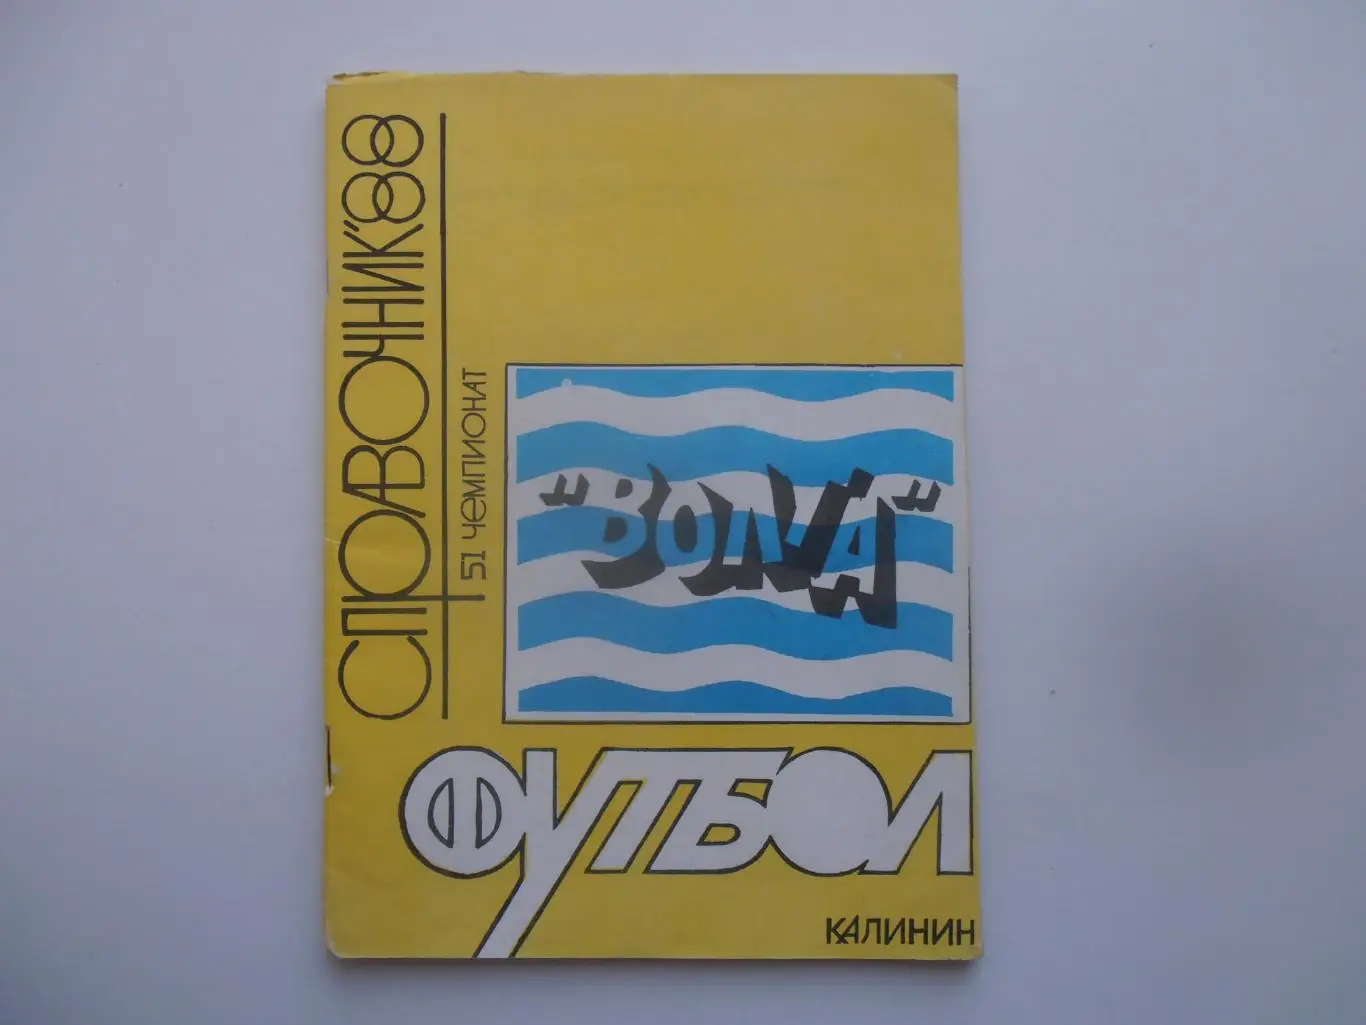 СПРАВОЧНИК'88
51 ЧЕМПИОНАТ
"ВОЛГА"
ФУТБОЛ
КАЛИНИН